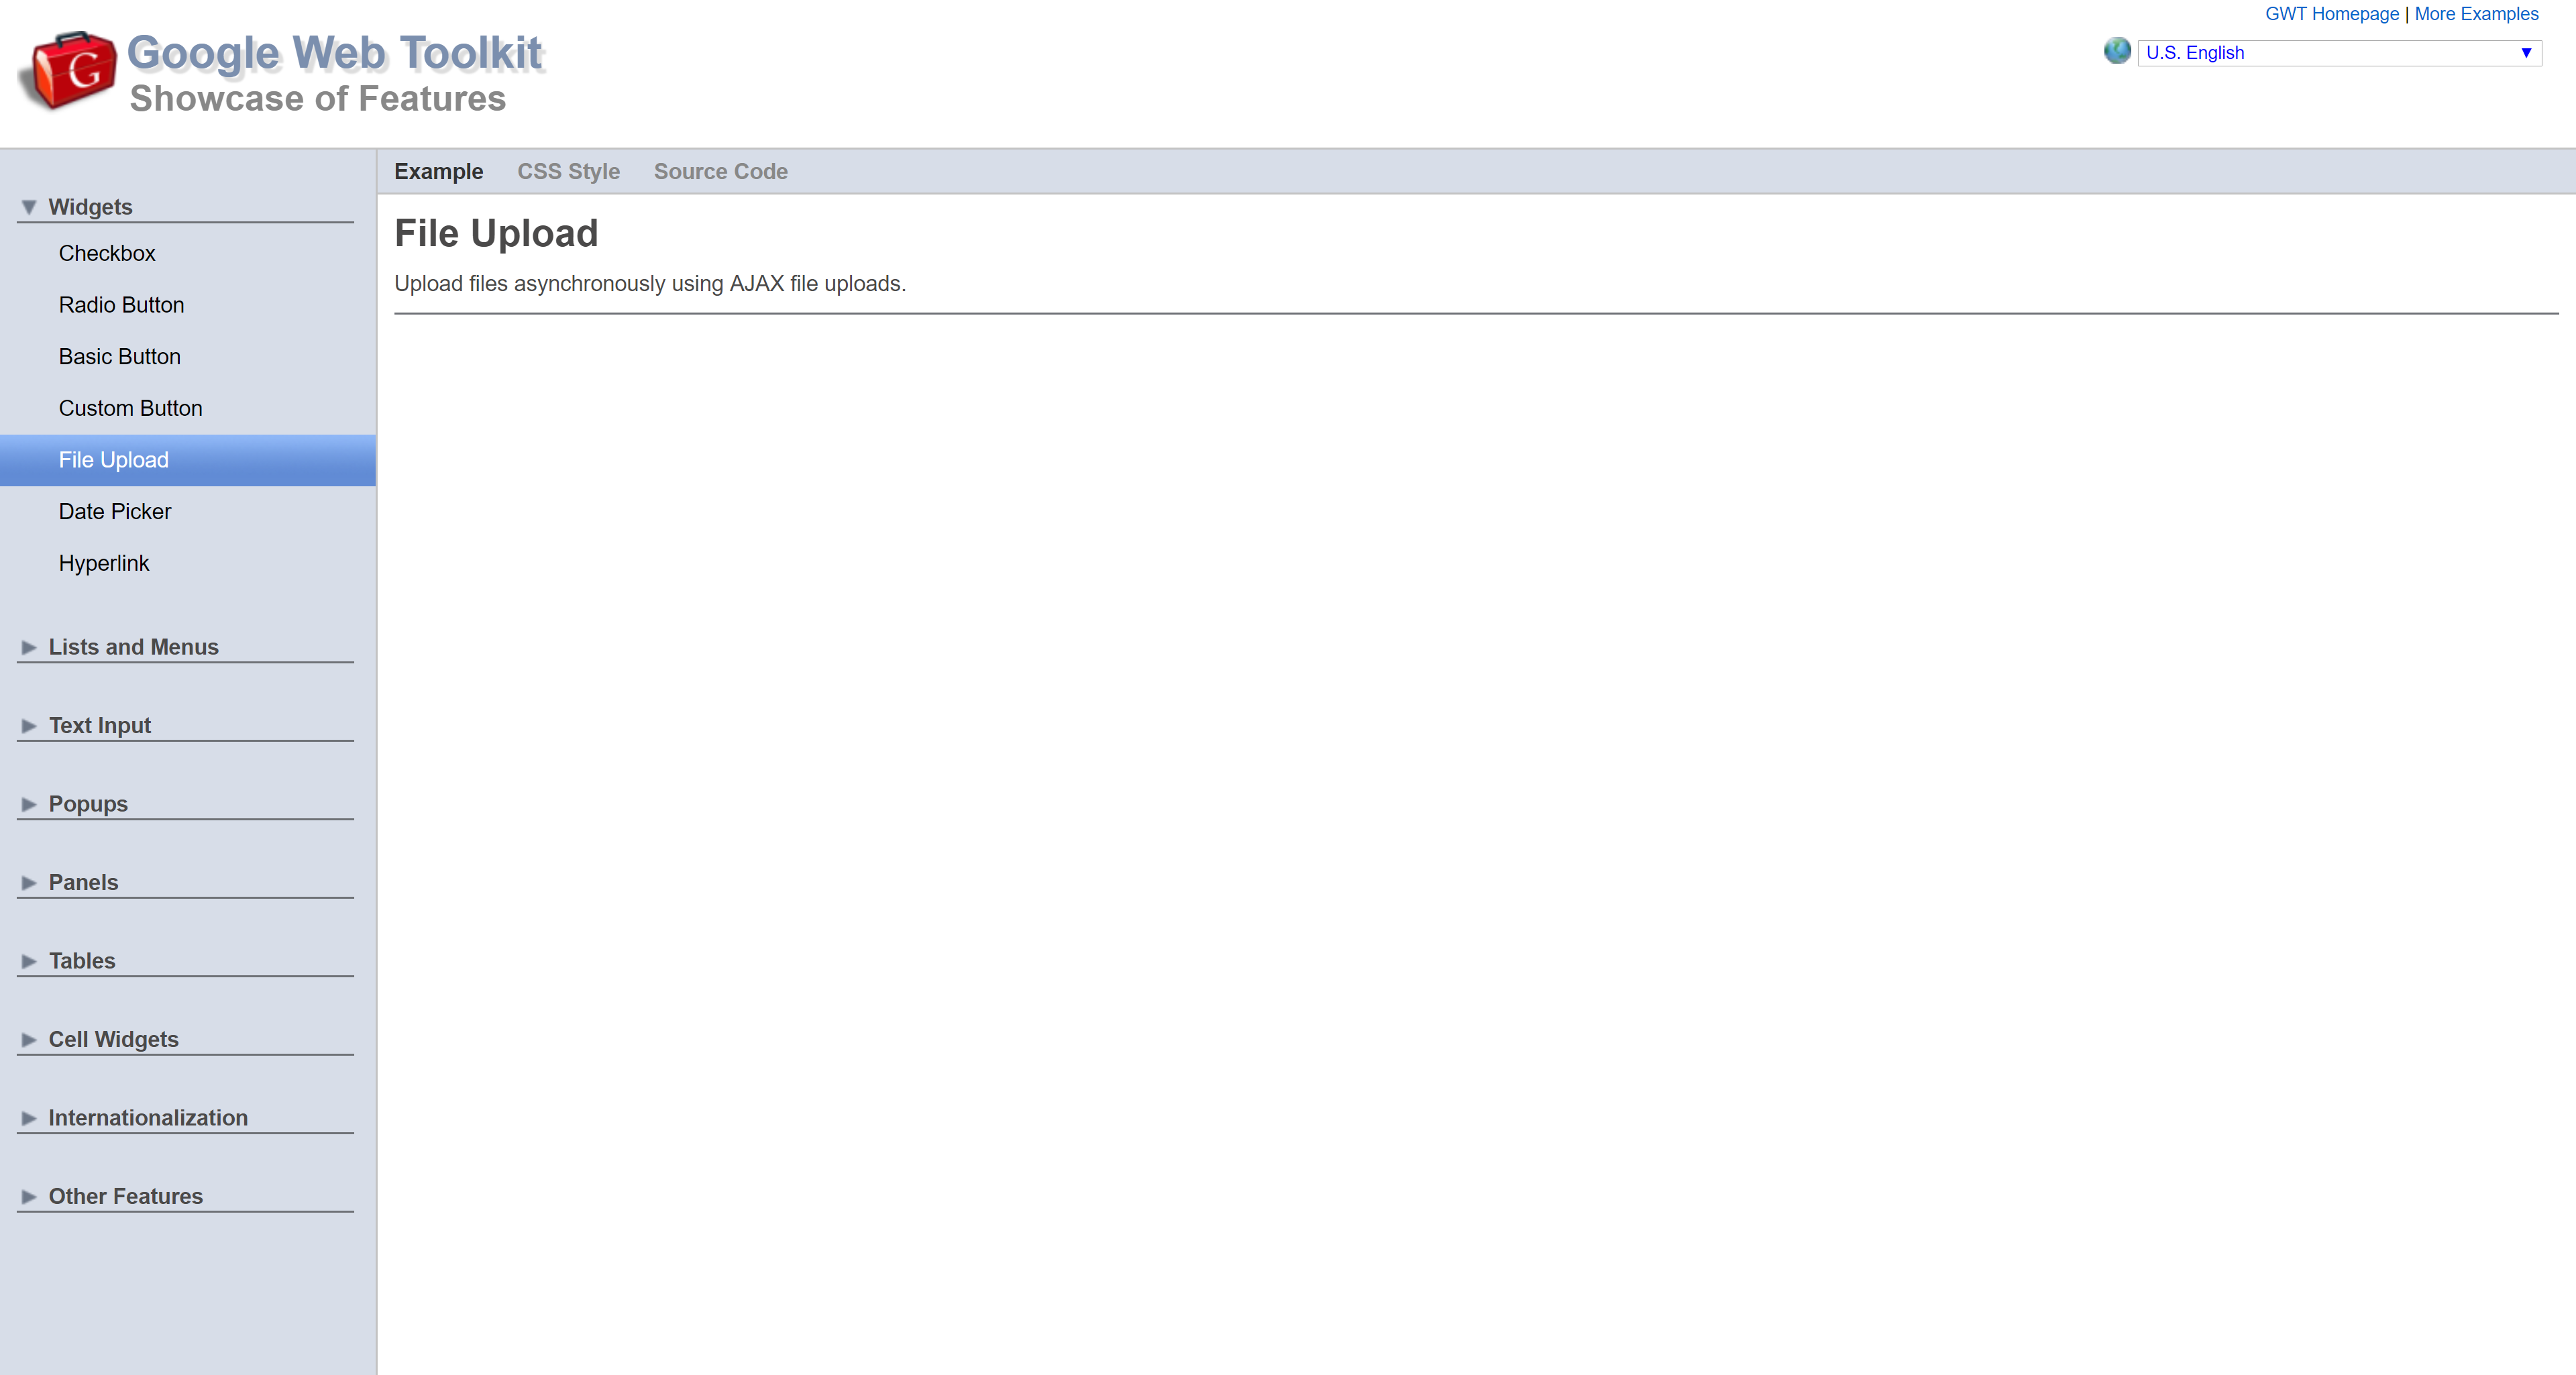 GWT Homepage | More Examples
G
Google Web Toolkit
Showcase of Features
U.S. English
Example CSS Style Source Code
Widgets
Checkbox
Radio Button
Basic Button
Custom Button
File Upload
Date Picker
Hyperlink
Lists and Menus
Text Input
Popups
Panels
Tables
Cell Widgets
Internationalization
Other Features
File Upload
Upload files asynchronously using AJAX file uploads.